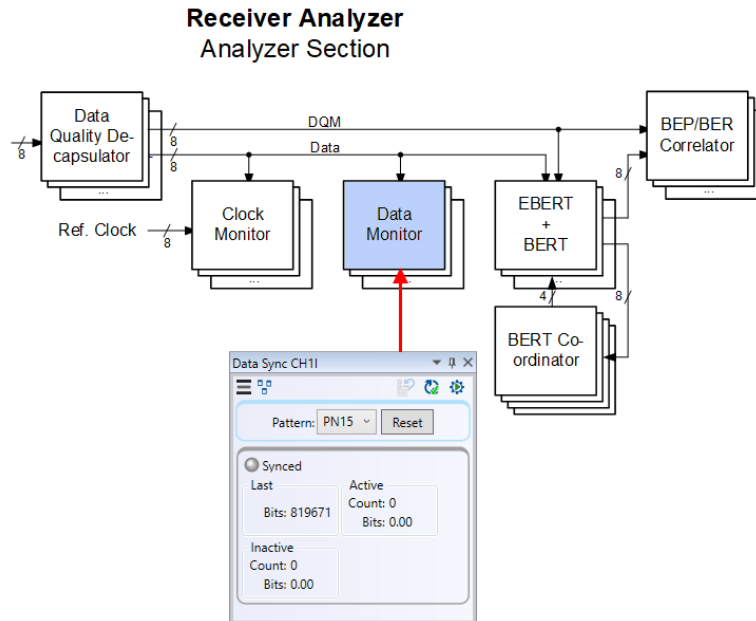 Receiver Analyzer
Analyzer Section
Data
Quality De-
capsulator
...
8
DQM
8
Data
8
BEP/BER
Correlator
...
Ref. Clock
8
Clock
Monitor
...
Data
Monitor
...
EBERT
+
BERT
...
8
4
8
BERT Co-
ordinator
...
Data Sync CH1I
Pattern: PN15 Reset
Synced
Last
Bits: 819671
Active
Count: 0
Bits: 0.00
Inactive
Count: 0
Bits: 0.00